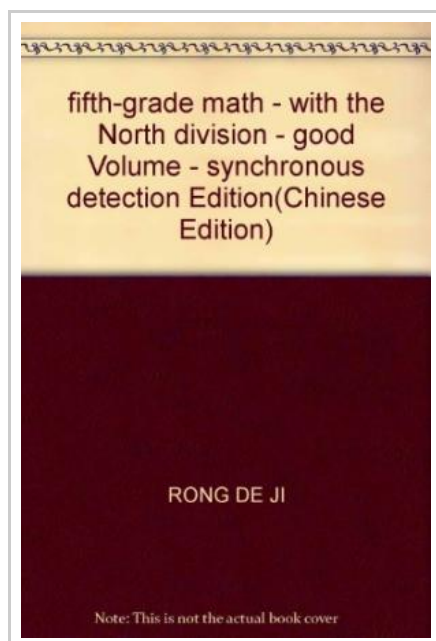 fifth-grade math - with the
North division - good
Volume - synchronous
detection Edition(Chinese
Edition)
RONG DE JI
Note: This is not the actual book cover